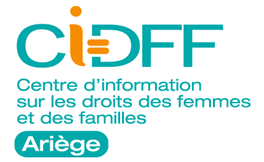 CiDFF
Centre d'information
sur les droits des femmes
et des familles
Ariège